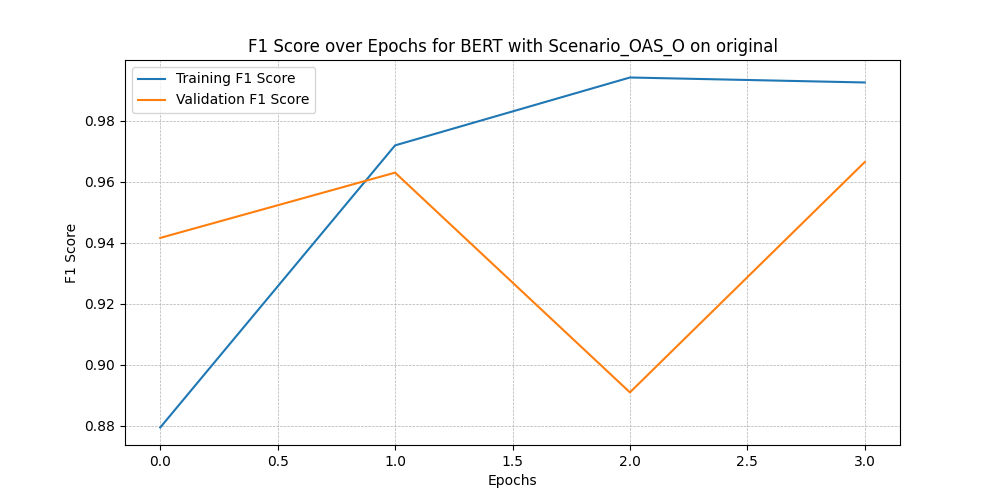 F1 Score over Epochs for BERT with Scenario_OAS_O on original
Training F1 Score
Validation F1 Score
F1 Score
0.98
0.96
0.94
0.92
0.90
0.88
0.0 0.5 1.0 1.5 2.0 2.5 3.0
Epochs